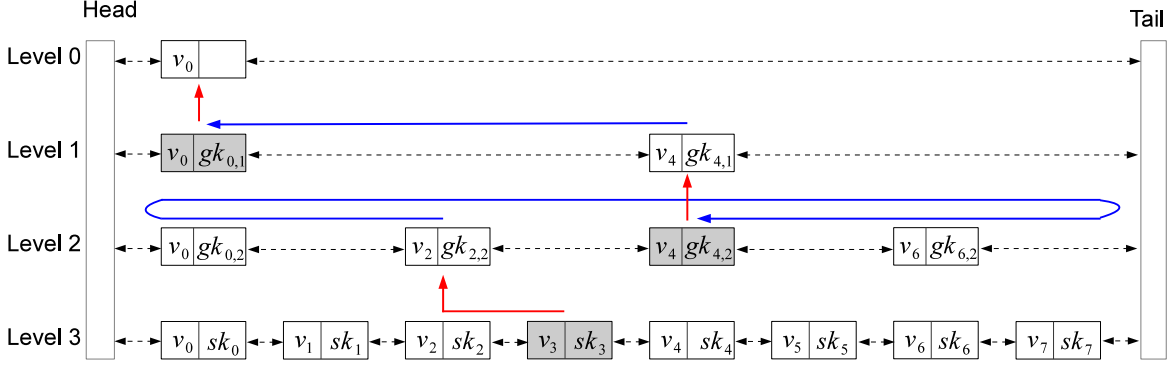 Head
Tail
Level 0 v₀
Level 1 v₀ gk₀,₁ v₄ gk₄,₁
Level 2 v₀ gk₀,₂ v₂ gk₂,₂ v₄ gk₄,₂ v₆ gk₆,₂
Level 3 v₀ sk₀ v₁ sk₁ v₂ sk₂ v₃ sk₃ v₄ sk₄ v₅ sk₅ v₆ sk₆ v₇ sk₇